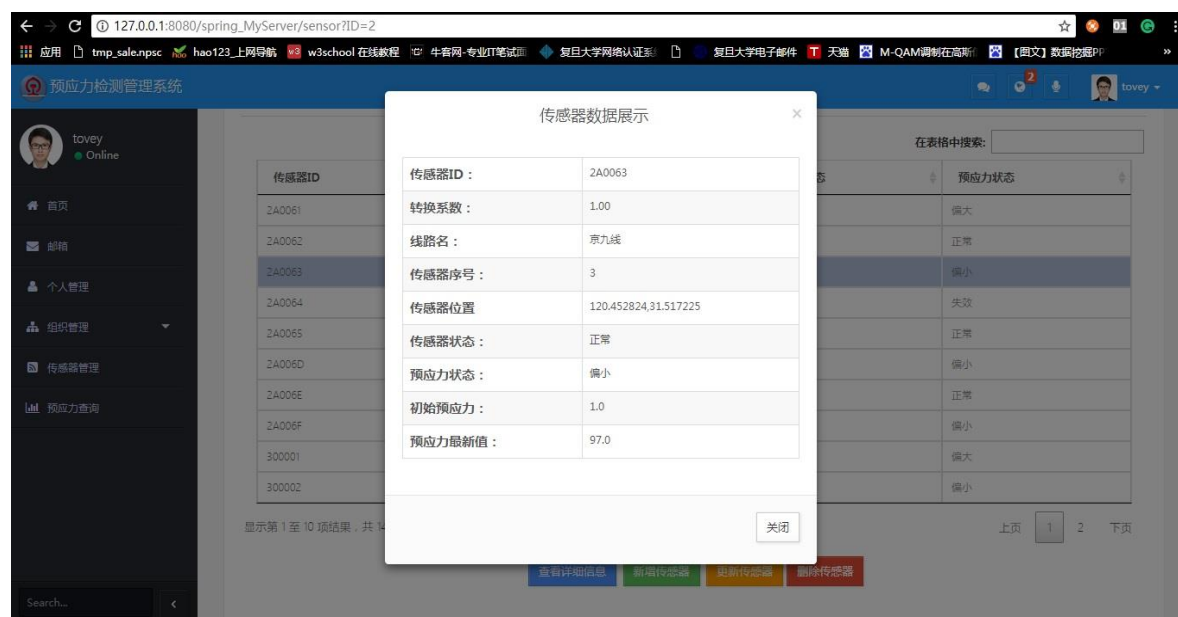 127.0.0.1:8080/spring_MyServer/sensor?ID=2
应用 tmp_sale.npsc hao123_上网导航 w3school 在线教程 牛客网-专业IT笔试面 复旦大学网络认证系 复旦大学电子邮件 天猫 M-QAM调制在高斯 【图文】数据挖掘PP »
预应力检测管理系统 2 tovey
tovey
Online
首页
邮箱
个人管理
组织管理
传感器管理
预应力查询
Search...
在表格中搜索:
传感器ID 态 预应力状态
2A0061 偏大
2A0062 正常
2A0063 偏小
2A0064 失效
2A0065 正常
2A006D 偏小
2A006E 正常
2A006F 偏小
300001 偏大
300002 偏小
显示第 1 至 10 项结果，共 14
上页 1 2 下页
查看详细信息 新增传感器 更新传感器 删除传感器
传感器数据展示 ×
传感器ID： 2A0063
转换系数： 1.00
线路名： 京九线
传感器序号： 3
传感器位置 120.452824,31.517225
传感器状态： 正常
预应力状态： 偏小
初始预应力： 1.0
预应力最新值： 97.0
关闭